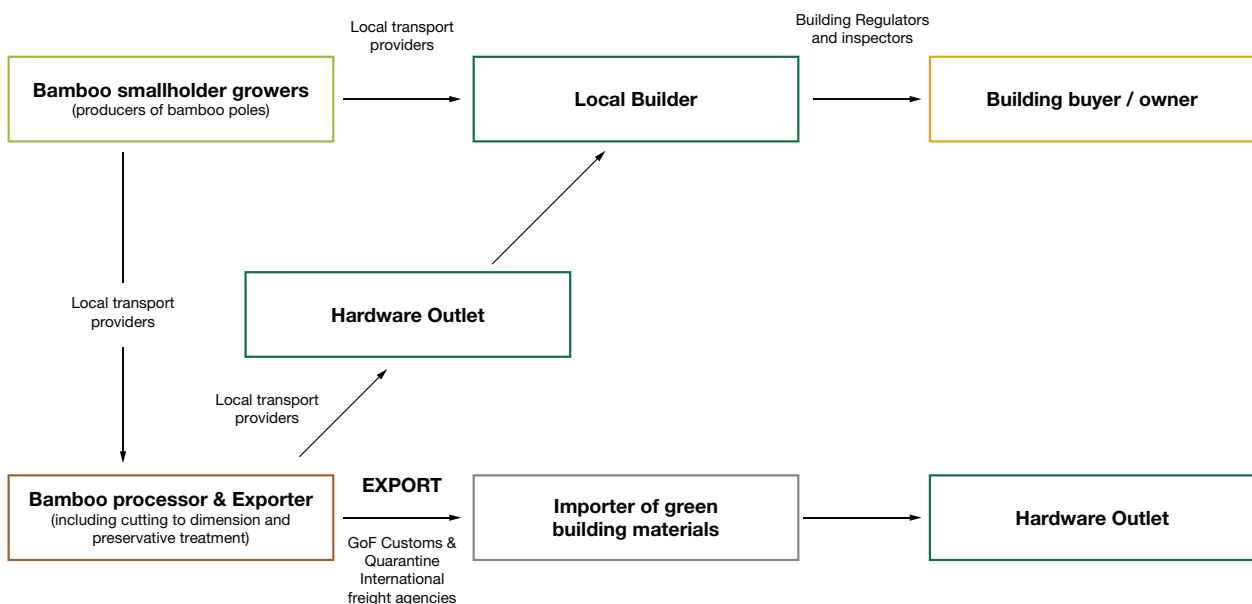 Local transport
providers
Building Regulators
and inspectors
Bamboo smallholder growers
(producers of bamboo poles)
Local Builder
Building buyer / owner
Local transport
providers
Hardware Outlet
Local transport
providers
Bamboo processor & Exporter
(including cutting to dimension and
preservative treatment)
EXPORT
GoF Customs &
Quarantine
International
freight agencies
Importer of green
building materials
Hardware Outlet